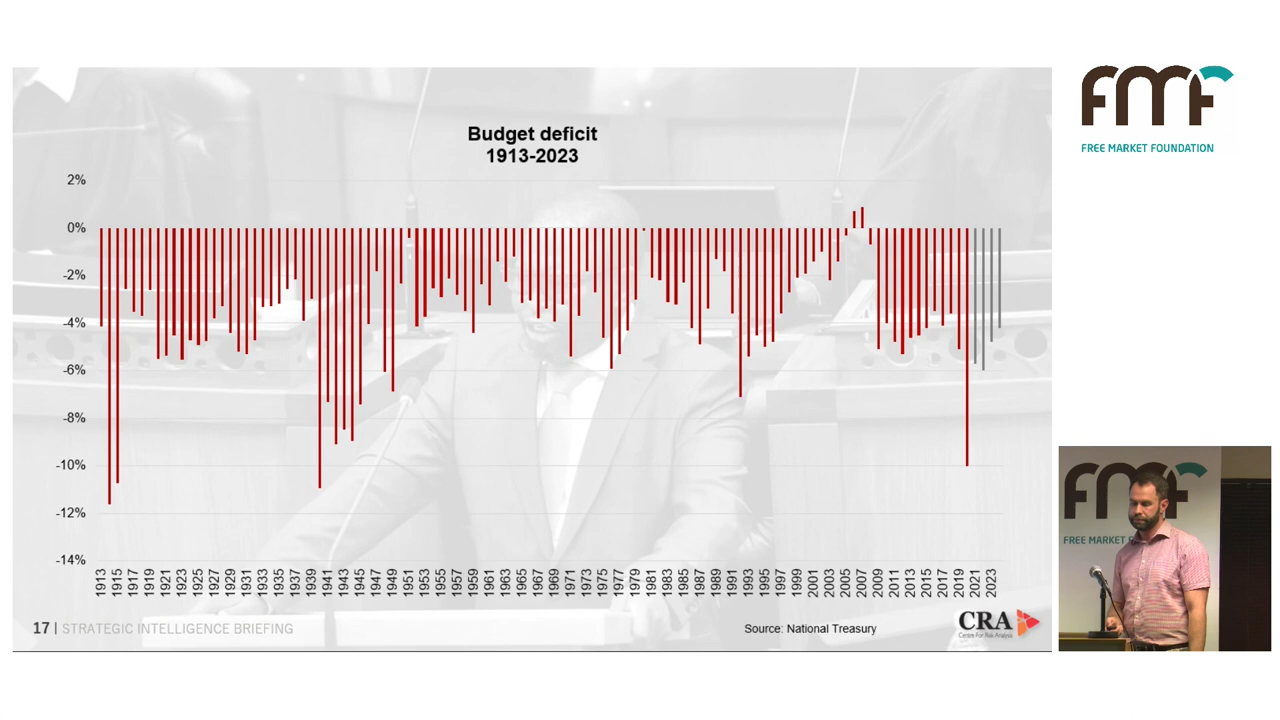 Budget deficit
1913-2023
2%
0%
-2%
-4%
-6%
-8%
-10%
-12%
-14%
1913 1915 1917 1919 1921 1923 1925 1927 1929 1931 1933 1935 1937 1939 1941 1943 1945 1947 1949 1951 1953 1955 1957 1959 1961 1963 1965 1967 1969 1971 1973 1975 1977 1979 1981 1983 1985 1987 1989 1991 1993 1995 1997 1999 2001 2003 2005 2007 2009 2011 2013 2015 2017 2019 2021 2023
17 | STRATEGIC INTELLIGENCE BRIEFING
Source: National Treasury
CRA
Centre For Risk Analysis
FMF
FREE MARKET FOUNDATION
FMF
FREE MARKET F